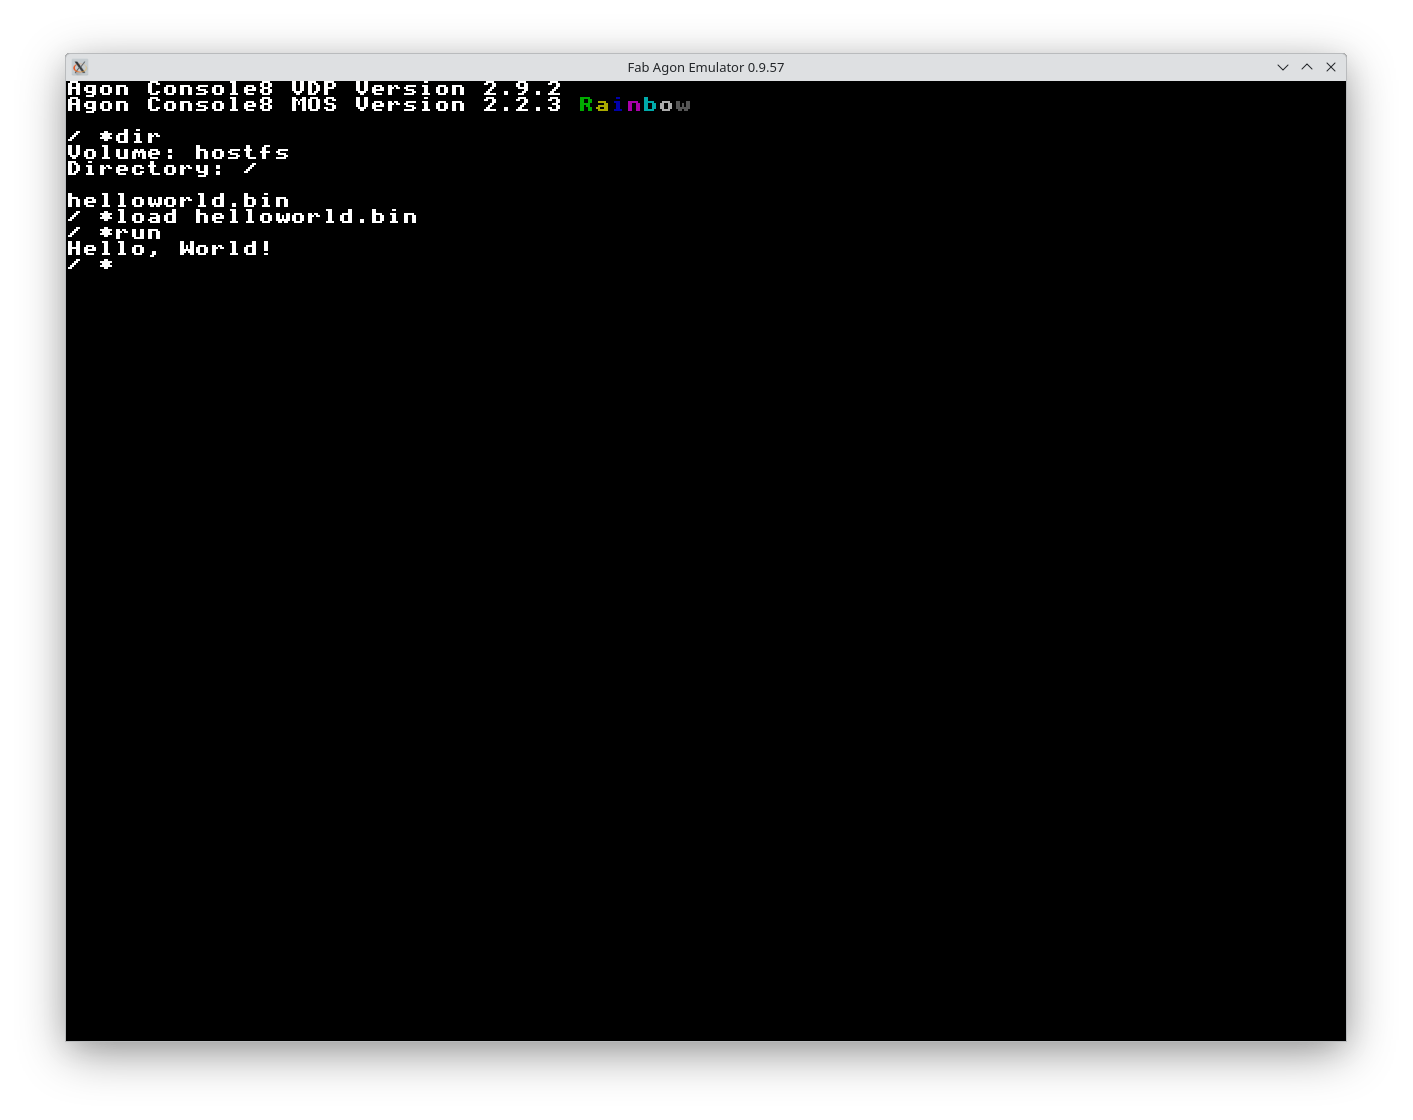 Fab Agon Emulator 0.9.57
Agon Console8 VDP Version 2.9.2
Agon Console8 MOS Version 2.2.3 Rainbow
/ *dir
Volume: hostfs
Directory: /
helloworld.bin
/ *load helloworld.bin
/ *run
Hello, World!
/ *